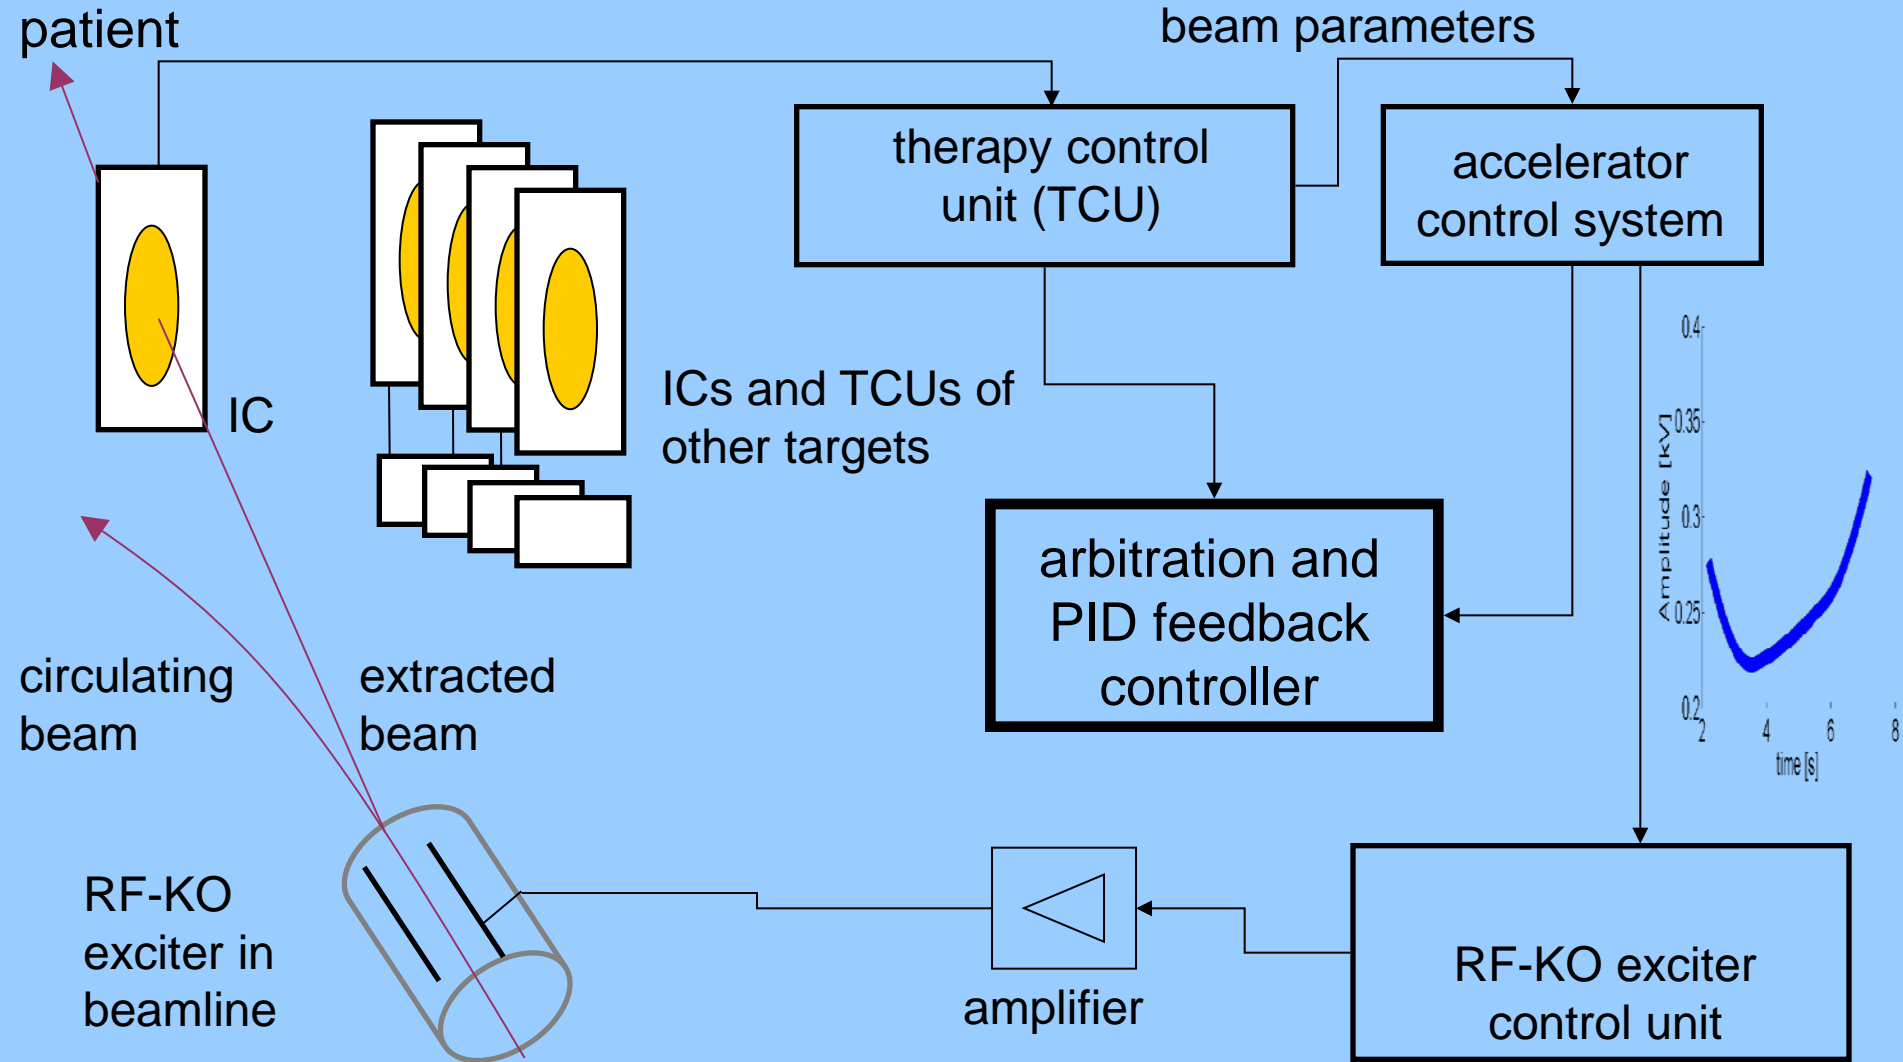 patient
beam parameters
therapy control
unit (TCU)
accelerator
control system
IC
ICs and TCUs of
other targets
arbitration and
PID feedback
controller
0.4
0.35
0.3
0.25
0.2
Amplitude [kV]
2
4
6
8
time [s]
circulating
beam
extracted
beam
RF-KO
exciter in
beamline
amplifier
RF-KO exciter
control unit